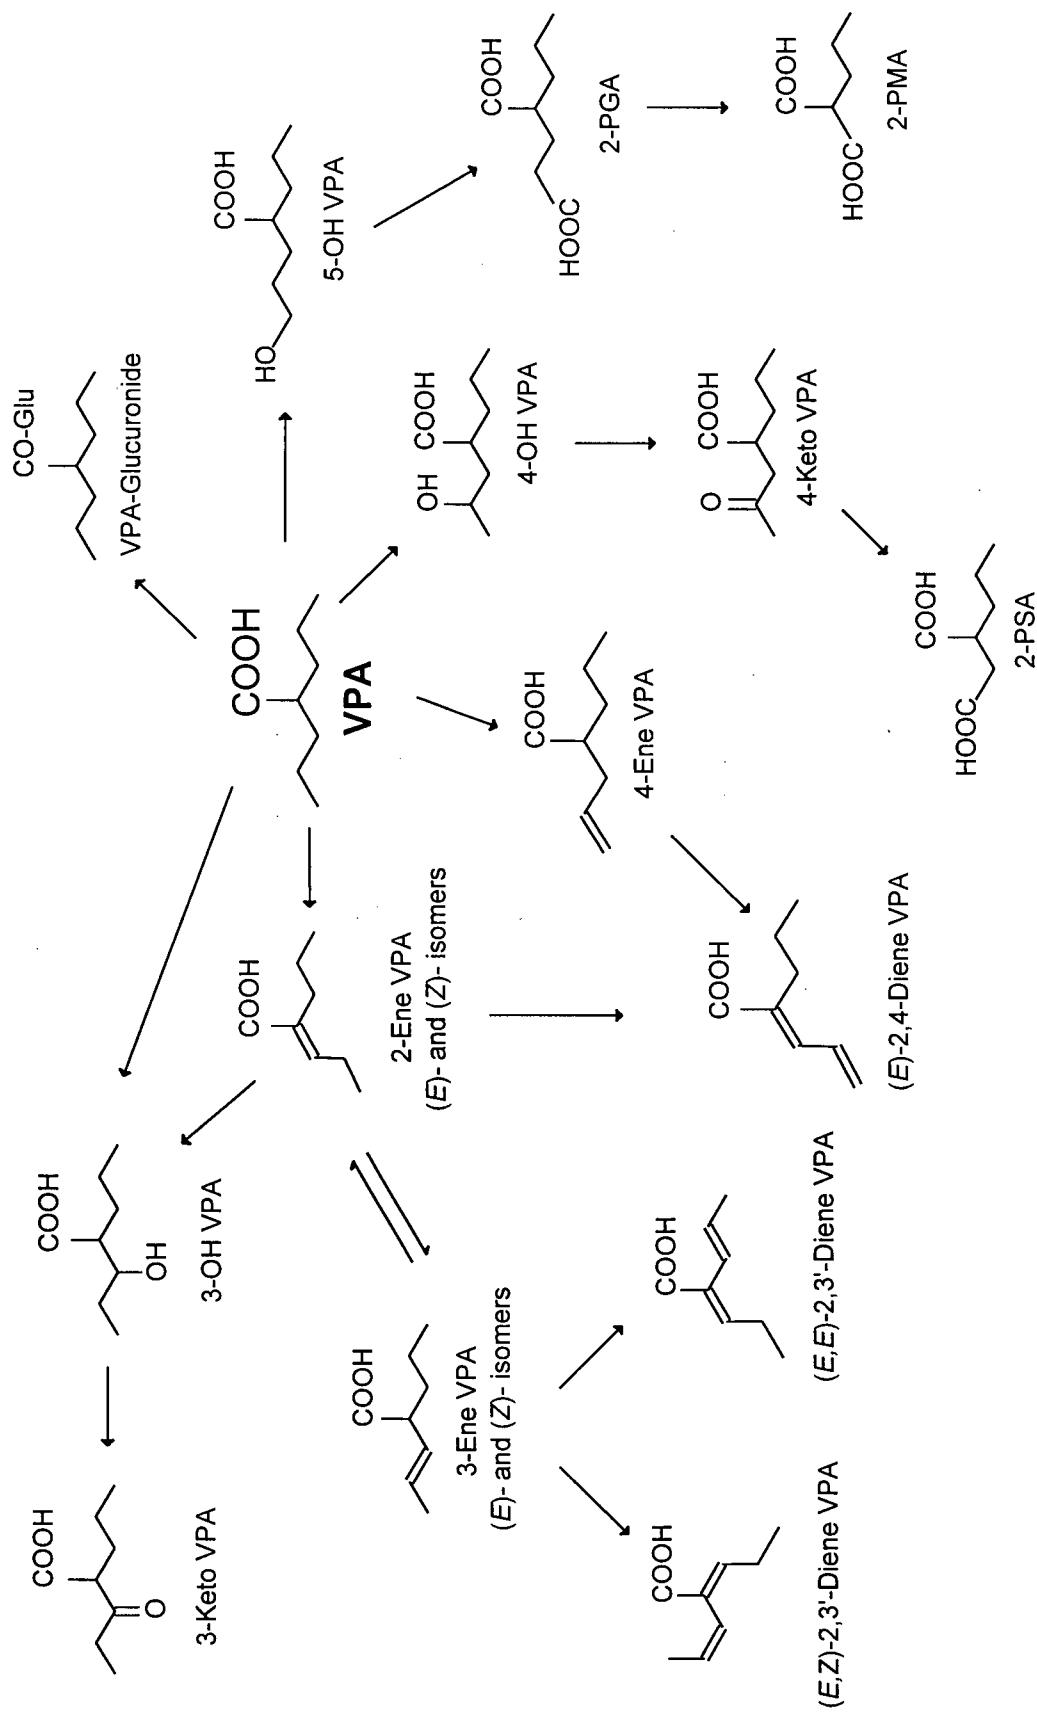 COOH
O
3-Keto VPA
COOH
OH
3-OH VPA
CO-Glu
VPA-Glucuronide
COOH
VPA
COOH
HO
5-OH VPA
COOH
2-Ene VPA
(E)- and (Z)- isomers
COOH
3-Ene VPA
(E)- and (Z)- isomers
OH
COOH
4-OH VPA
COOH
HOOC
2-PGA
COOH
4-Ene VPA
COOH
(E,Z)-2,3'-Diene VPA
COOH
(E,E)-2,3'-Diene VPA
COOH
(E)-2,4-Diene VPA
O
COOH
4-Keto VPA
COOH
HOOC
2-PMA
COOH
HOOC
2-PSA